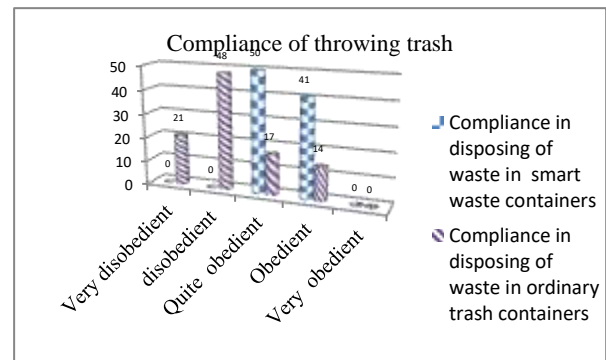 Compliance of throwing trash
50
40
30
20
10
0
0
21
0
48
50
17
41
14
0
0
Very disobedient
disobedient
Quite obedient
Obedient
Very obedient
Compliance in
disposing of
waste in smart
waste containers
Compliance in
disposing of
waste in ordinary
trash containers